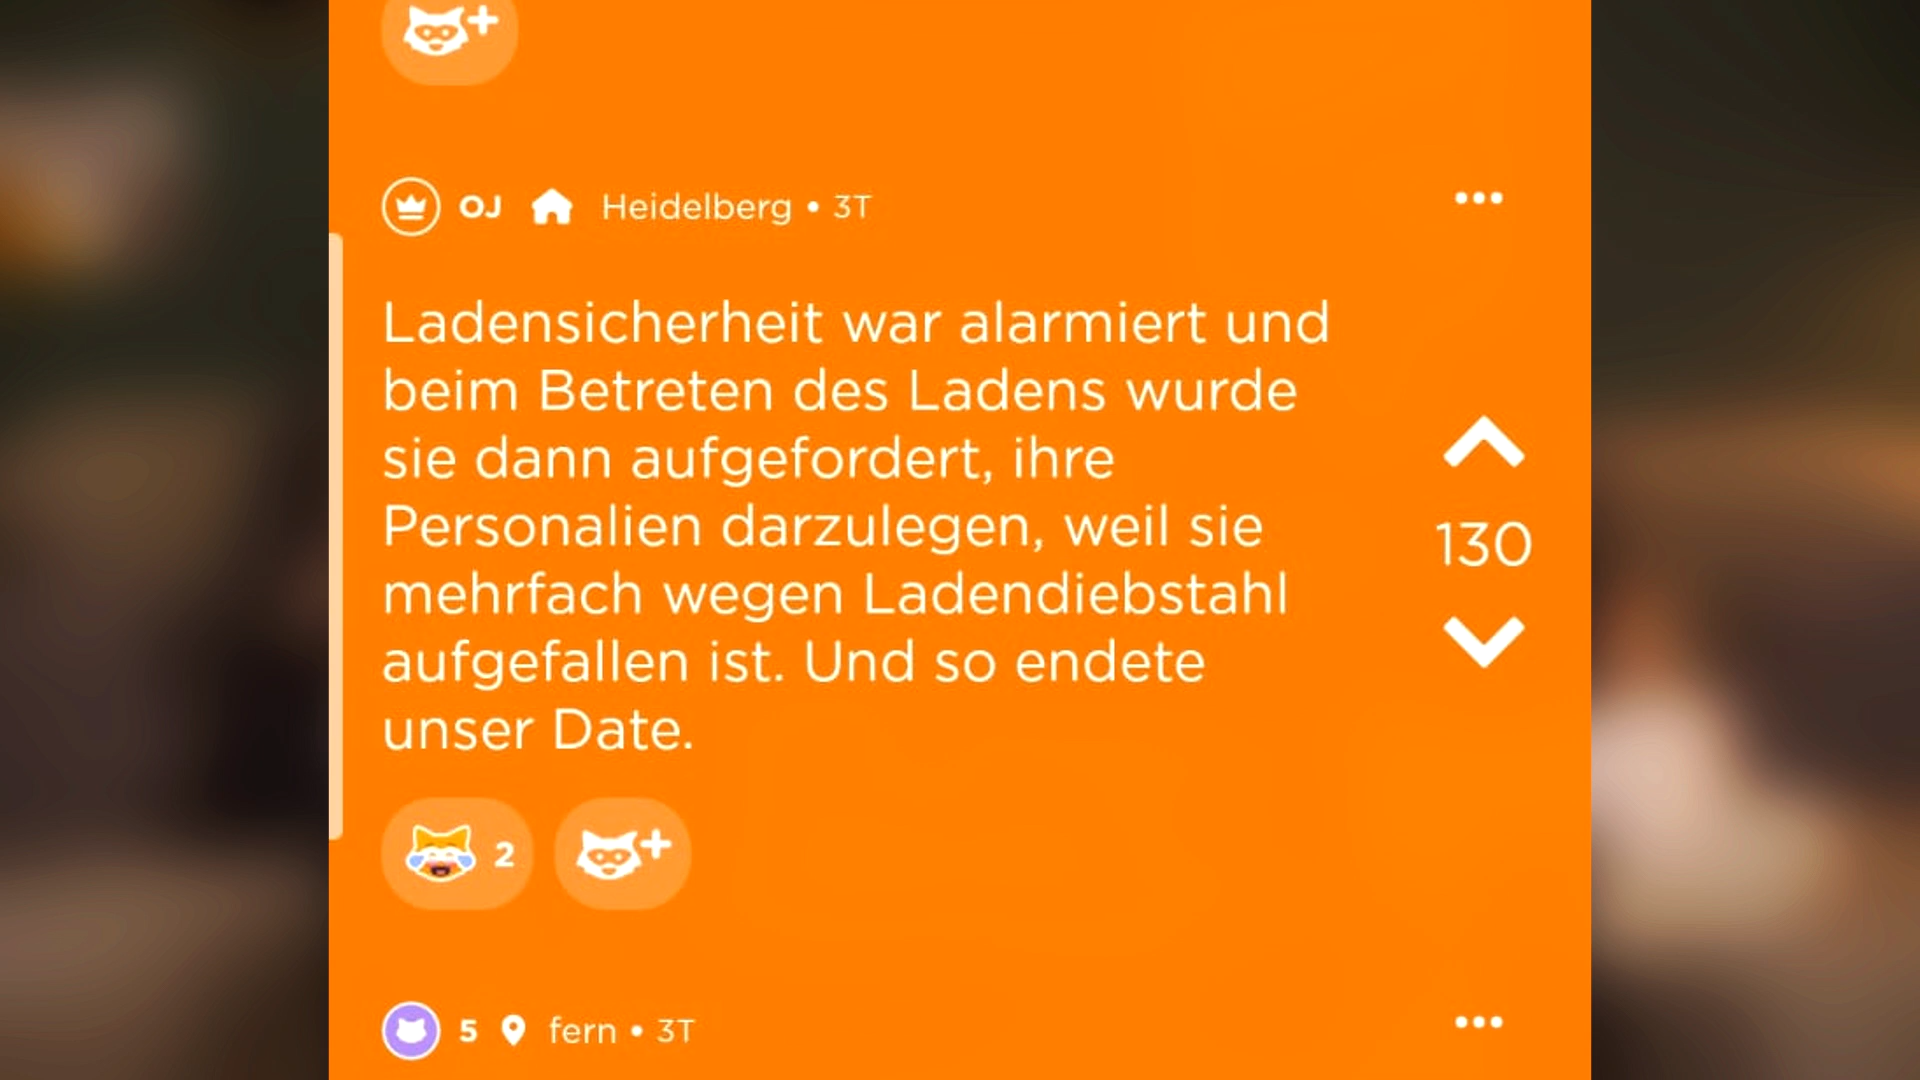 OJ Heidelberg • 3T
Ladensicherheit war alarmiert und
beim Betreten des Ladens wurde
sie dann aufgefordert, ihre
Personalien darzulegen, weil sie
mehrfach wegen Ladendiebstahl
aufgefallen ist. Und so endete
unser Date.
130
2
5 fern • 3T